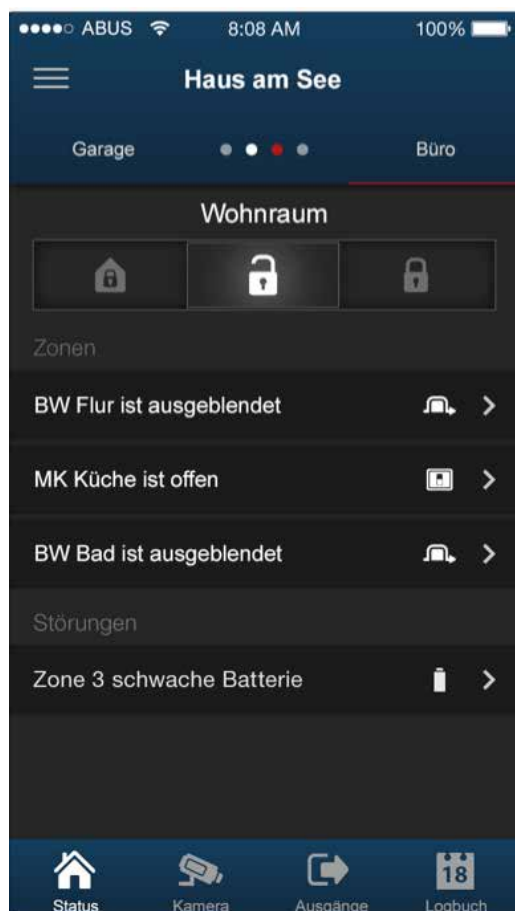 ABUS 8:08 AM 100%
Haus am See
Garage Büro
Wohnraum
Zonen
BW Flur ist ausgeblendet
MK Küche ist offen
BW Bad ist ausgeblendet
Störungen
Zone 3 schwache Batterie
18
Status Kamera Ausgänge Logbuch